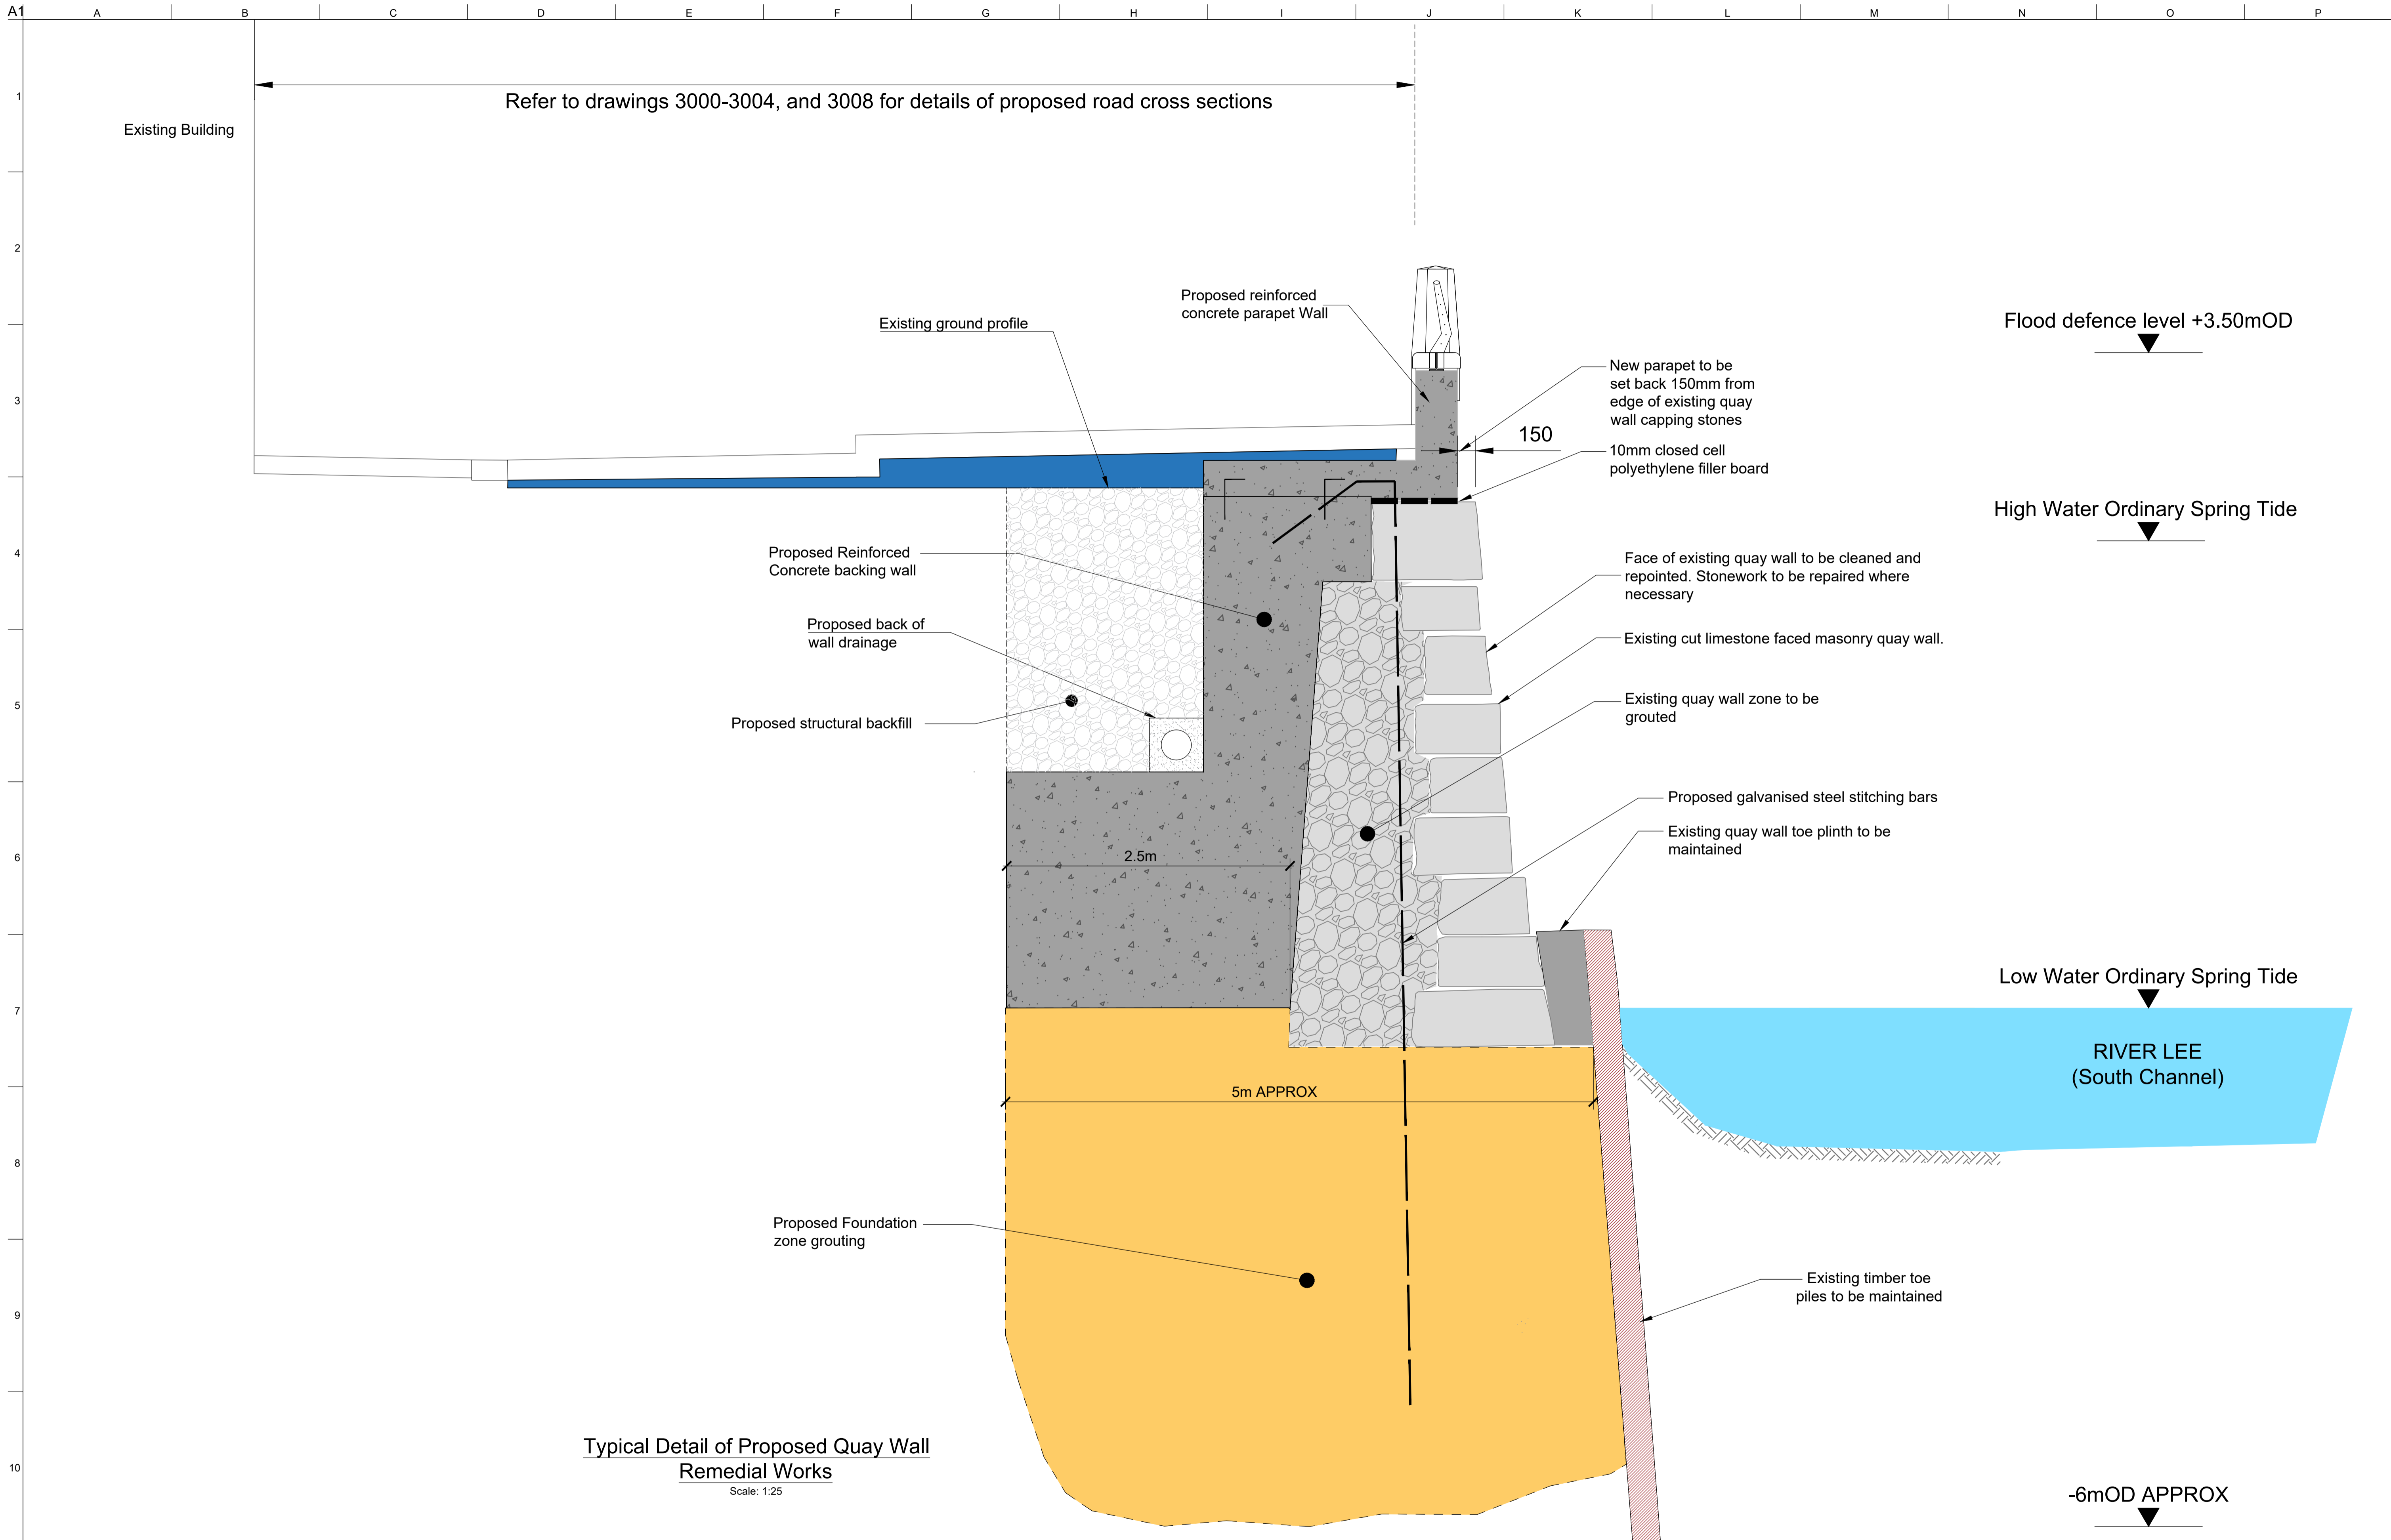 A1
A B C D E F G H I J K L M N O P
1
2
3
4
5
6
7
8
9
10
Refer to drawings 3000-3004, and 3008 for details of proposed road cross sections
Existing Building
Existing ground profile
Proposed reinforced
concrete parapet Wall
New parapet to be
set back 150mm from
edge of existing quay
wall capping stones
150
10mm closed cell
polyethylene filler board
Flood defence level +3.50mOD
High Water Ordinary Spring Tide
Proposed Reinforced
Concrete backing wall
Face of existing quay wall to be cleaned and
repointed. Stonework to be repaired where
necessary
Proposed back of
wall drainage
Existing cut limestone faced masonry quay wall.
Existing quay wall zone to be
grouted
Proposed structural backfill
Proposed galvanised steel stitching bars
Existing quay wall toe plinth to be
maintained
2.5m
Low Water Ordinary Spring Tide
RIVER LEE
(South Channel)
5m APPROX
Proposed Foundation
zone grouting
Existing timber toe
piles to be maintained
Typical Detail of Proposed Quay Wall
Remedial Works
Scale: 1:25
-6mOD APPROX